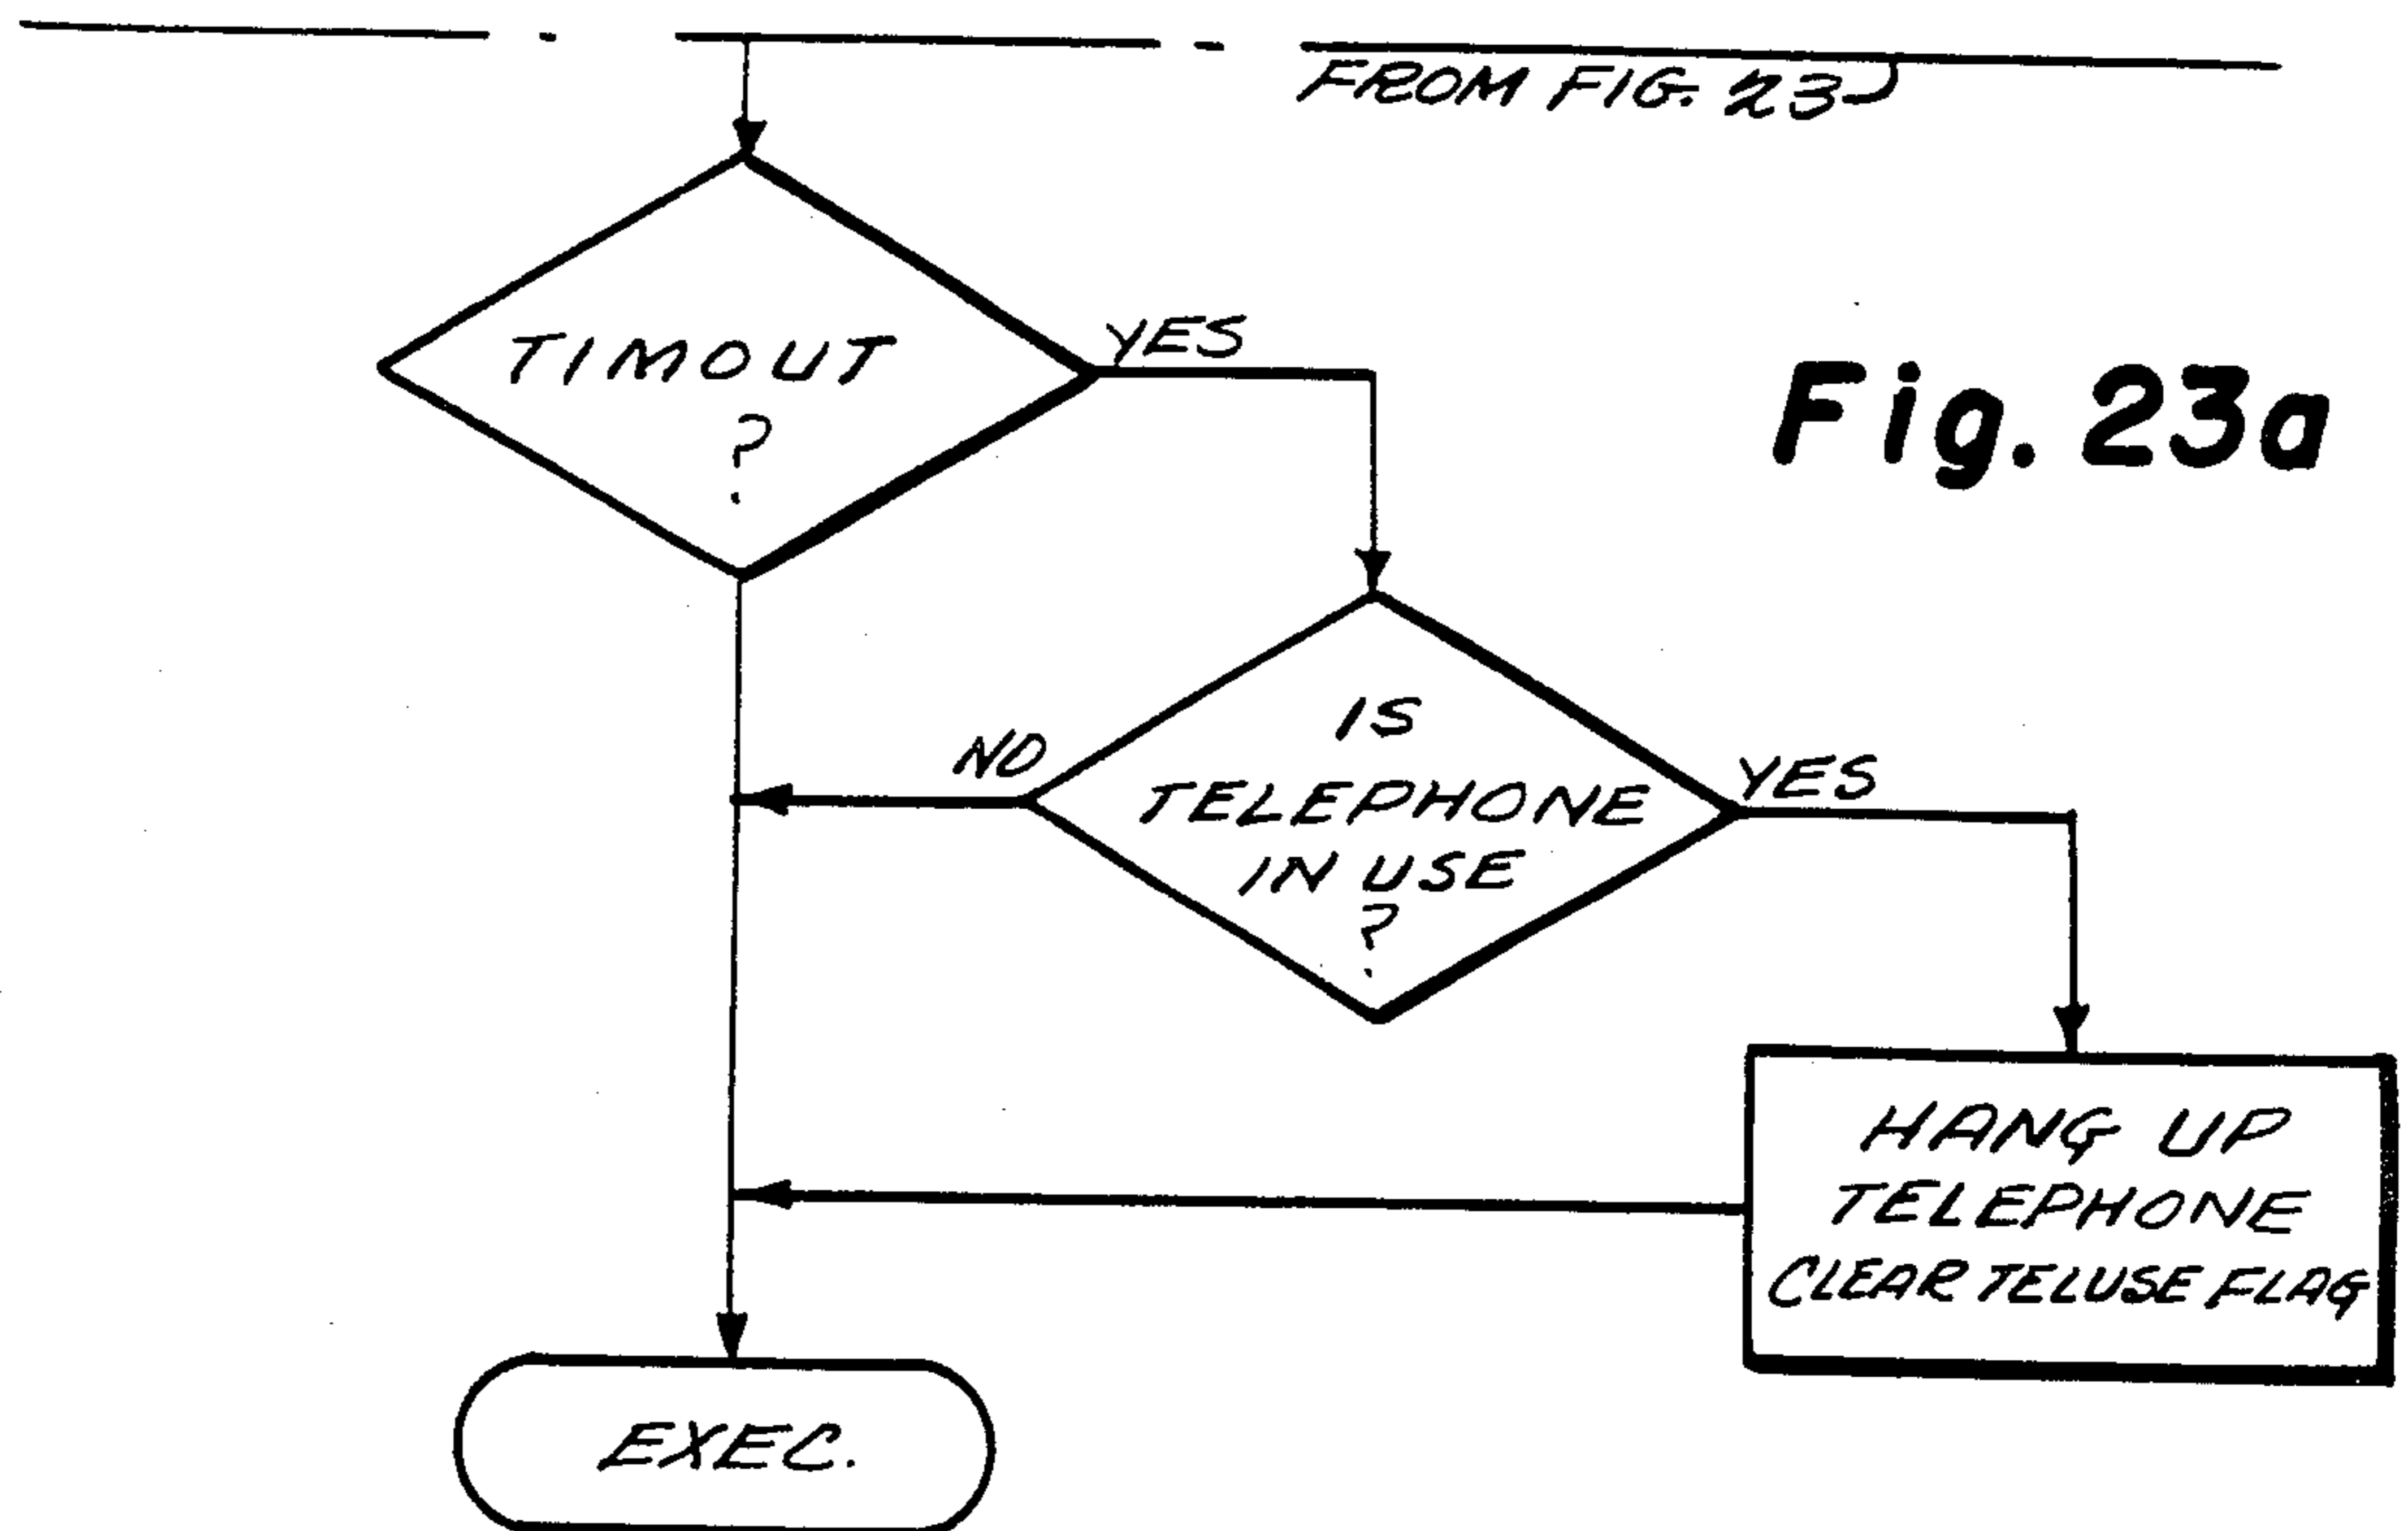 FROM FIG. 23
TIMOUT
?
YES
Fig. 23a
IS
TELEPHONE
IN USE
?
NO
YES
HANG UP
TELEPHONE
CLEAR TELUSE FLAG
EXEC.